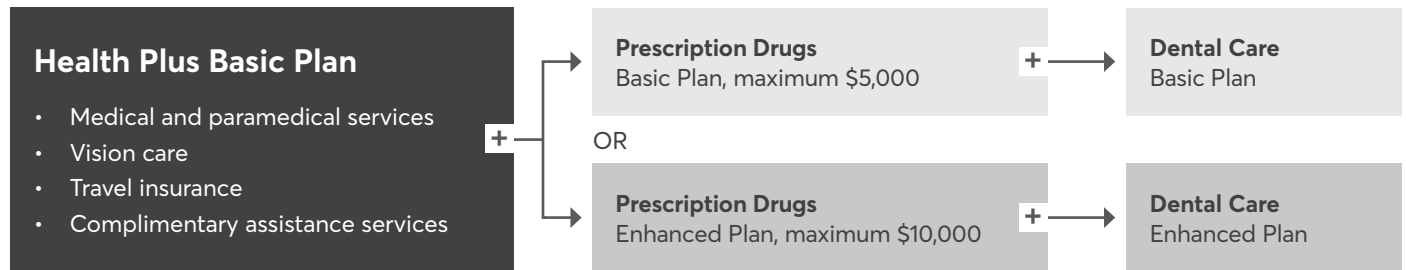 Health Plus Basic Plan
• Medical and paramedical services
• Vision care
• Travel insurance
• Complimentary assistance services
+
Prescription Drugs
Basic Plan, maximum $5,000
+
Dental Care
Basic Plan
OR
Prescription Drugs
Enhanced Plan, maximum $10,000
+
Dental Care
Enhanced Plan